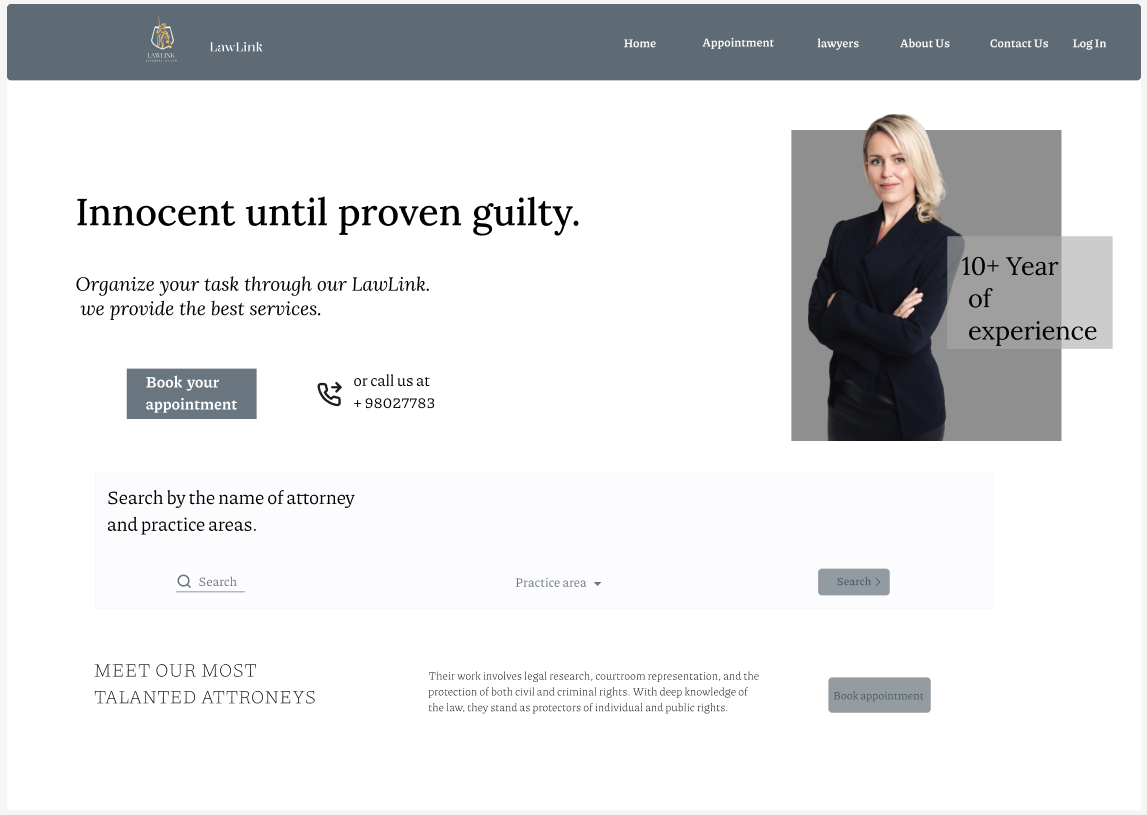 LAWLINK
LawLink
Home
Appointment
lawyers
About Us
Contact Us
Log In
Innocent until proven guilty.
Organize your task through our LawLink.
we provide the best services.
10+ Year
of
experience
Book your
appointment
or call us at
+ 98027783
Search by the name of attorney
and practice areas.
Search
Practice area
Search
MEET OUR MOST
TALANTED ATTRONEYS
Their work involves legal research, courtroom representation, and the
protection of both civil and criminal rights. With deep knowledge of
the law, they stand as protectors of individual and public rights.
Book appointment